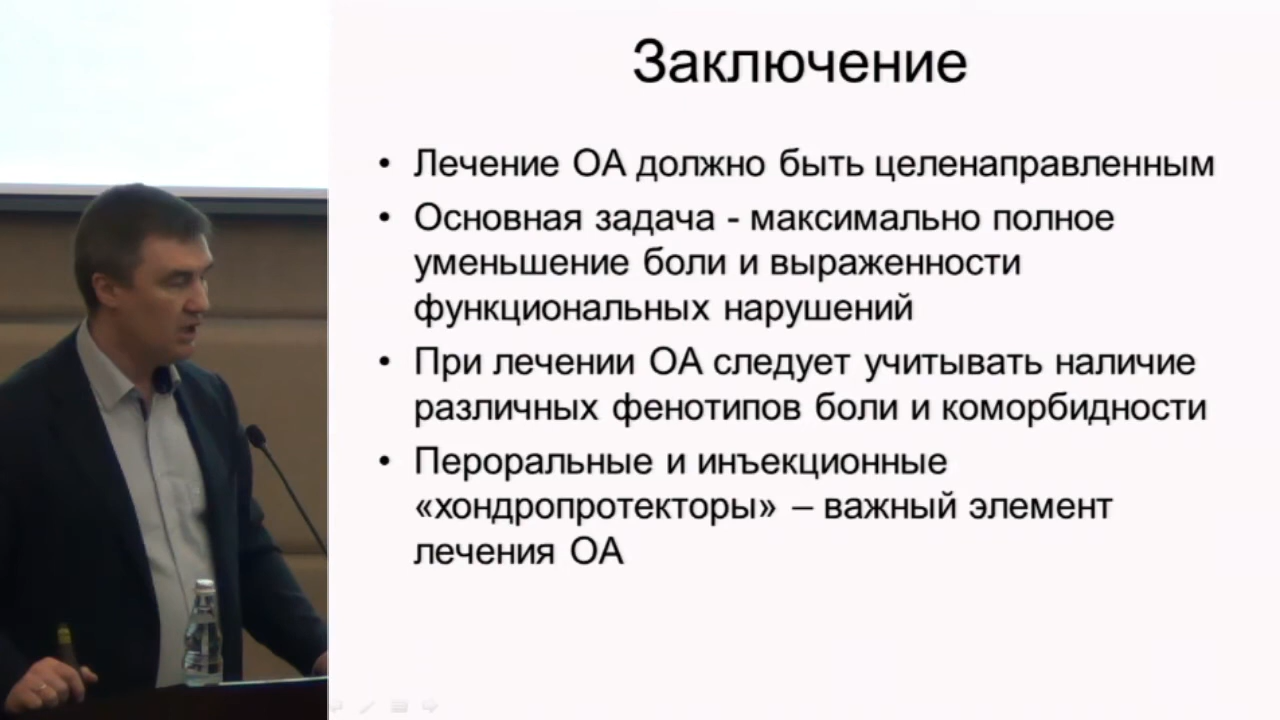 Заключение
• Лечение ОА должно быть целенаправленным
• Основная задача - максимально полное
уменьшение боли и выраженности
функциональных нарушений
• При лечении ОА следует учитывать наличие
различных фенотипов боли и коморбидности
• Пероральные и инъекционные
«хондропротекторы» – важный элемент
лечения ОА